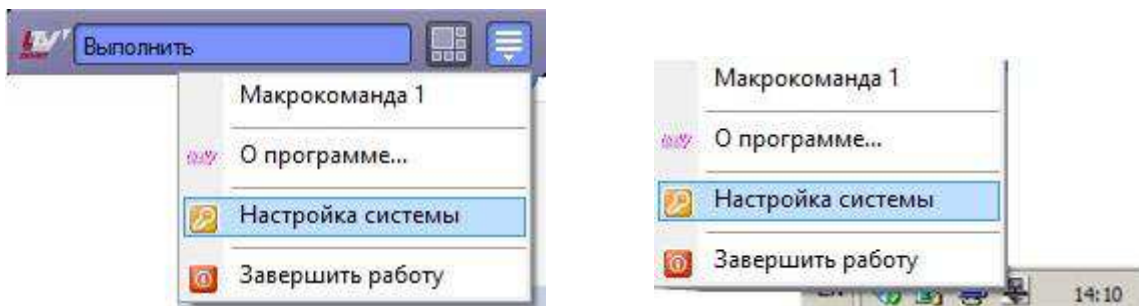 Выполнить
Макрокоманда 1
О программе...
Настройка системы
Завершить работу
Макрокоманда 1
О программе...
Настройка системы
Завершить работу
14:10